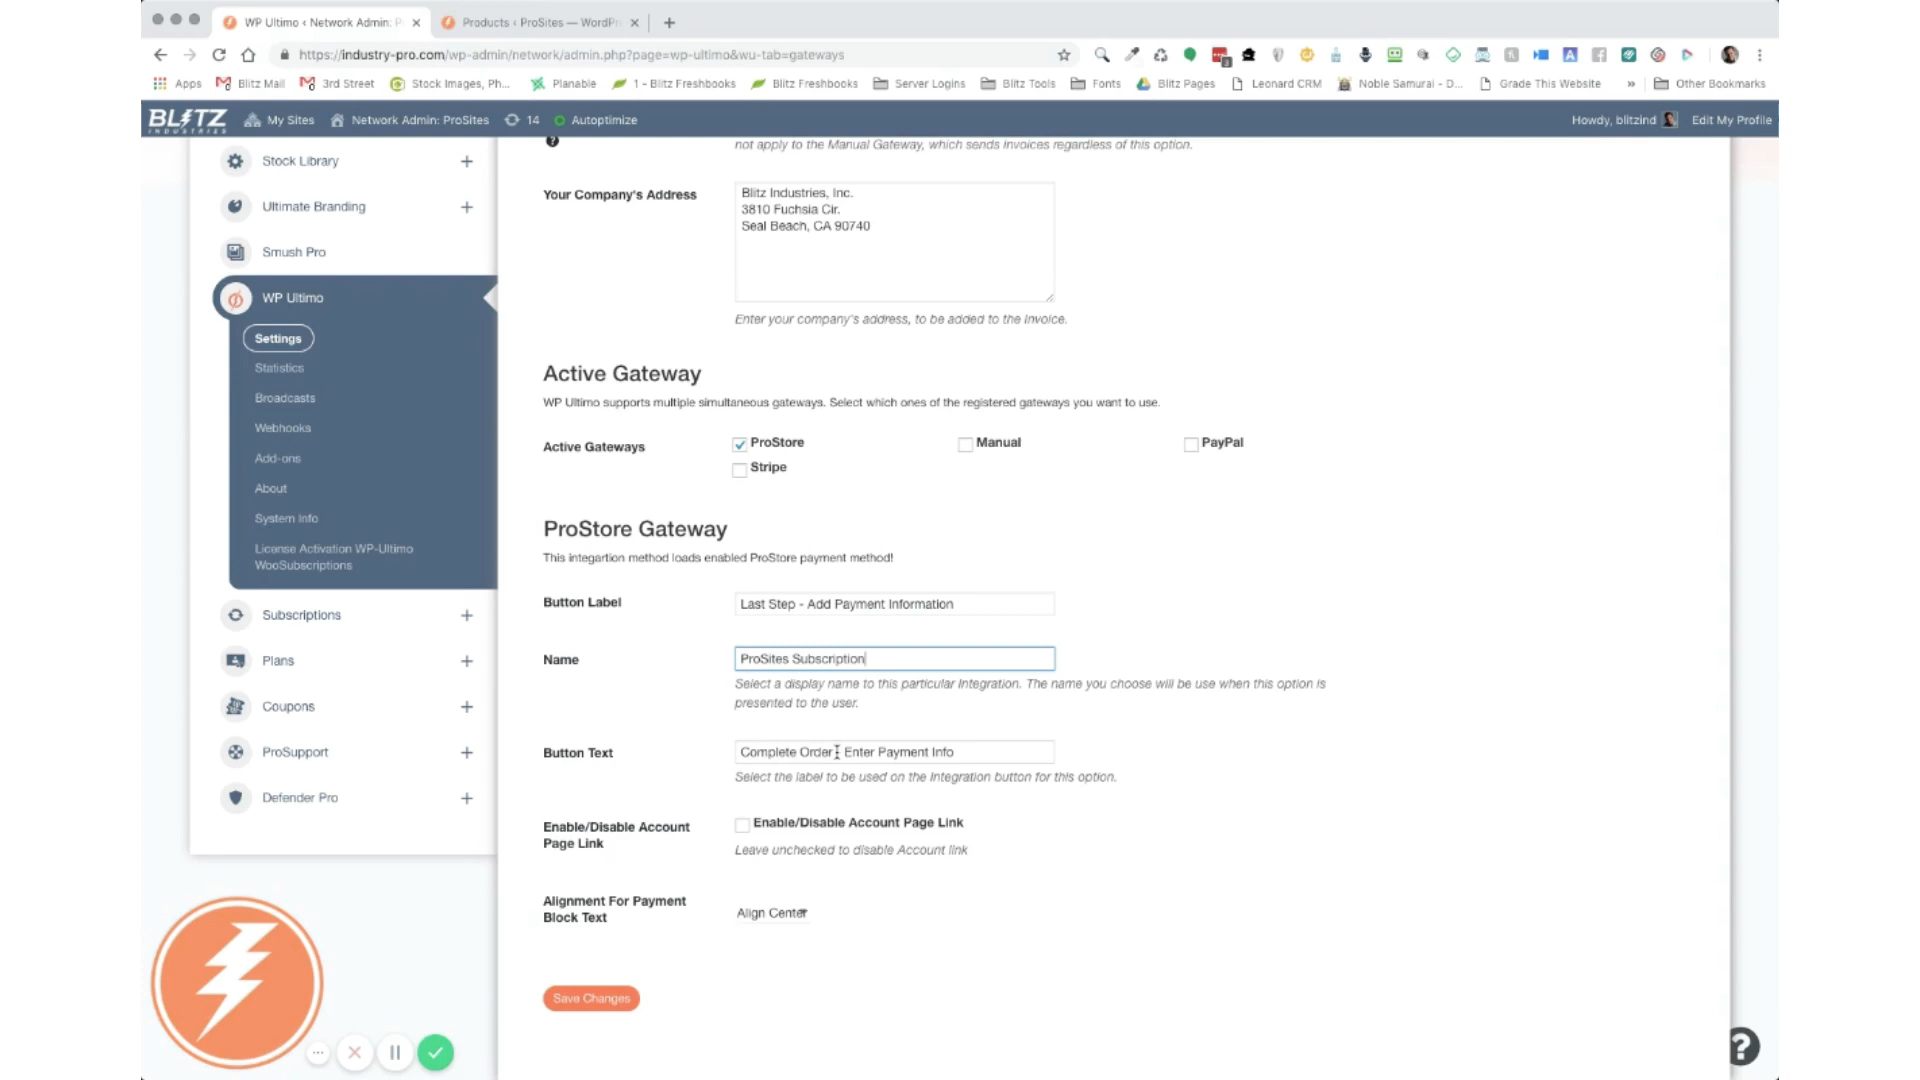 WP Ultimo ‹ Network Admin: P
Products ‹ ProSites — WordPr
https://industry-pro.com/wp-admin/network/admin.php?page=wp-ultimo&wu-tab=gateways
Apps
Blitz Mail
3rd Street
Stock Images, Ph...
Planable
1 - Blitz Freshbooks
Blitz Freshbooks
Server Logins
Blitz Tools
Fonts
Blitz Pages
Leonard CRM
Noble Samurai - D...
Grade This Website
»
Other Bookmarks
BLITZ
INDUSTRIES
My Sites
Network Admin: ProSites
14
Autoptimize
Howdy, blitzind
Edit My Profile
Stock Library
Ultimate Branding
Smush Pro
WP Ultimo
Settings
Statistics
Broadcasts
Webhooks
Add-ons
About
System Info
License Activation WP-Ultimo
WooSubscriptions
Subscriptions
Plans
Coupons
ProSupport
Defender Pro
not apply to the Manual Gateway, which sends invoices regardless of this option.
Your Company's Address
Blitz Industries, Inc.
3810 Fuchsia Cir.
Seal Beach, CA 90740
Enter your company's address, to be added to the Invoice.
Active Gateway
WP Ultimo supports multiple simultaneous gateways. Select which ones of the registered gateways you want to use.
Active Gateways
ProStore
Manual
PayPal
Stripe
ProStore Gateway
This integartion method loads enabled ProStore payment method!
Button Label
Last Step - Add Payment Information
Name
ProSites Subscription
Select a display name to this particular Integration. The name you choose will be use when this option is
presented to the user.
Button Text
Complete Order Enter Payment Info
Select the label to be used on the Integration button for this option.
Enable/Disable Account
Page Link
Enable/Disable Account Page Link
Leave unchecked to disable Account link
Alignment For Payment
Block Text
Align Center
Save Changes
?